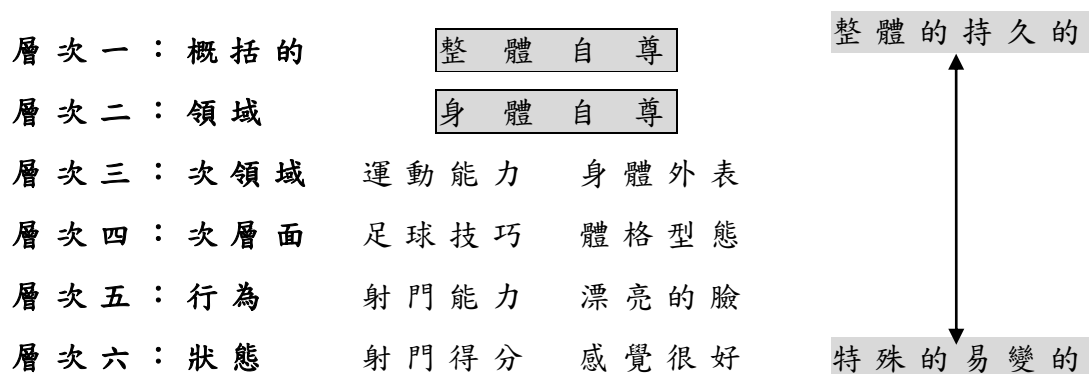 整體的持久的
層次一：概括的 整體自尊
層次二：領域 身體自尊
層次三：次領域 運動能力 身體外表
層次四：次層面 足球技巧 體格型態
層次五：行為 射門能力 漂亮的臉
層次六：狀態 射門得分 感覺很好 特殊的易變的